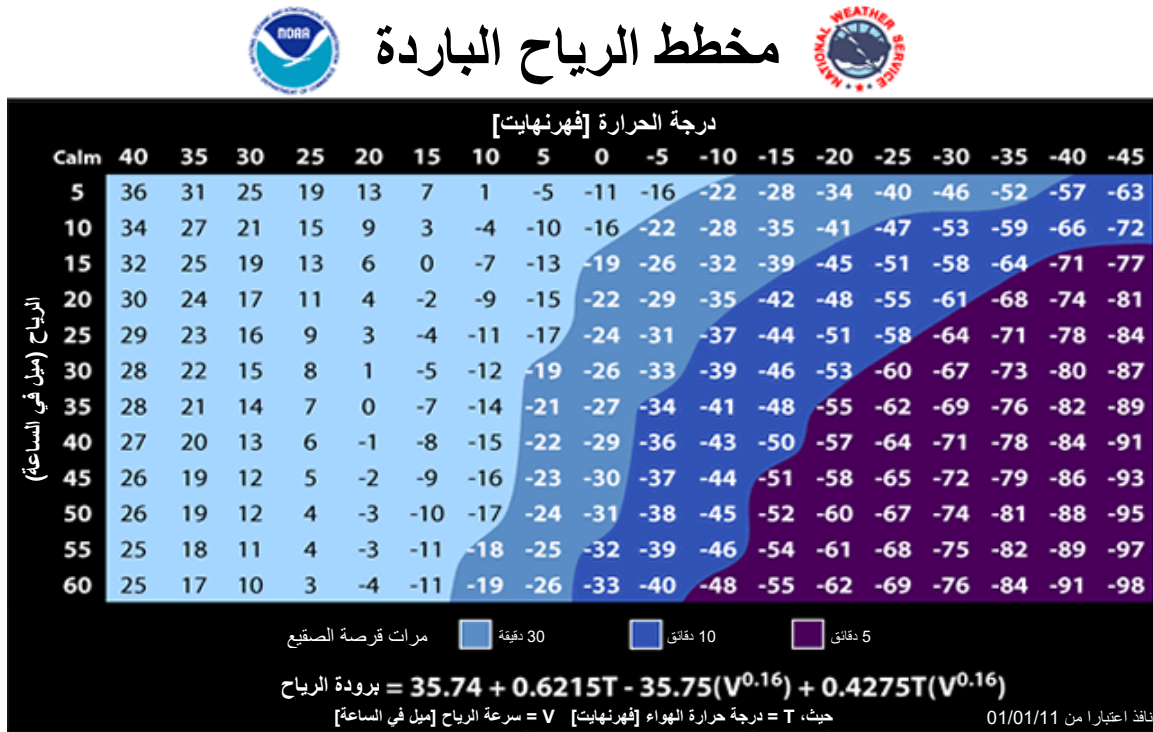 NOAA
NATIONAL WEATHER SERVICE
مخطط الرياح الباردة
درجة الحرارة [فهرنهايت]
Calm 40 35 30 25 20 15 10 5 0 -5 -10 -15 -20 -25 -30 -35 -40 -45
الرياح (ميل في الساعة)
5 36 31 25 19 13 7 1 -5 -11 -16 -22 -28 -34 -40 -46 -52 -57 -63
10 34 27 21 15 9 3 -4 -10 -16 -22 -28 -35 -41 -47 -53 -59 -66 -72
15 32 25 19 13 6 0 -7 -13 -19 -26 -32 -39 -45 -51 -58 -64 -71 -77
20 30 24 17 11 4 -2 -9 -15 -22 -29 -35 -42 -48 -55 -61 -68 -74 -81
25 29 23 16 9 3 -4 -11 -17 -24 -31 -37 -44 -51 -58 -64 -71 -78 -84
30 28 22 15 8 1 -5 -12 -19 -26 -33 -39 -46 -53 -60 -67 -73 -80 -87
35 28 21 14 7 0 -7 -14 -21 -27 -34 -41 -48 -55 -62 -69 -76 -82 -89
40 27 20 13 6 -1 -8 -15 -22 -29 -36 -43 -50 -57 -64 -71 -78 -84 -91
45 26 19 12 5 -2 -9 -16 -23 -30 -37 -44 -51 -58 -65 -72 -79 -86 -93
50 26 19 12 4 -3 -10 -17 -24 -31 -38 -45 -52 -60 -67 -74 -81 -88 -95
55 25 18 11 4 -3 -11 -18 -25 -32 -39 -46 -54 -61 -68 -75 -82 -89 -97
60 25 17 10 3 -4 -11 -19 -26 -33 -40 -48 -55 -62 -69 -76 -84 -91 -98
مرات قرصة الصقيع 30 دقيقة 10 دقائق 5 دقائق
برودة الرياح = 35.74 + 0.6215T - 35.75(V0.16) + 0.4275T(V0.16)
حيث، T = درجة حرارة الهواء [فهرنهايت] V = سرعة الرياح [ميل في الساعة]
نافذ اعتبارا من 01/01/11